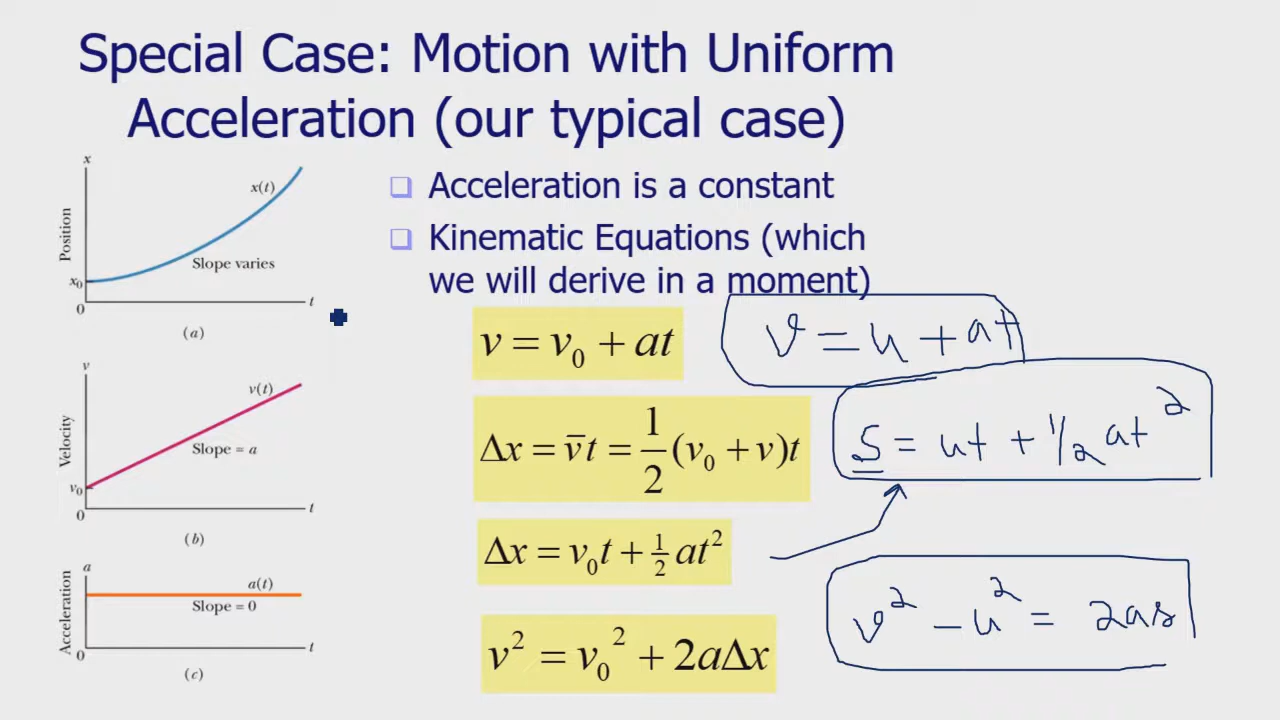 Special Case: Motion with Uniform
Acceleration (our typical case)
x
Position
x(t)
Slope varies
x₀
0
t
(a)
v
Velocity
v(t)
Slope = a
v₀
0
t
(b)
a
Acceleration
a(t)
Slope = 0
0
t
(c)
Acceleration is a constant
Kinematic Equations (which
we will derive in a moment)
v = v₀ + at
v = u + at
Δx = v̄t = 1/2 (v₀ + v)t
S = ut + 1/2 at²
Δx = v₀t + 1/2 at²
v² = v₀² + 2aΔx
v² – u² = 2as